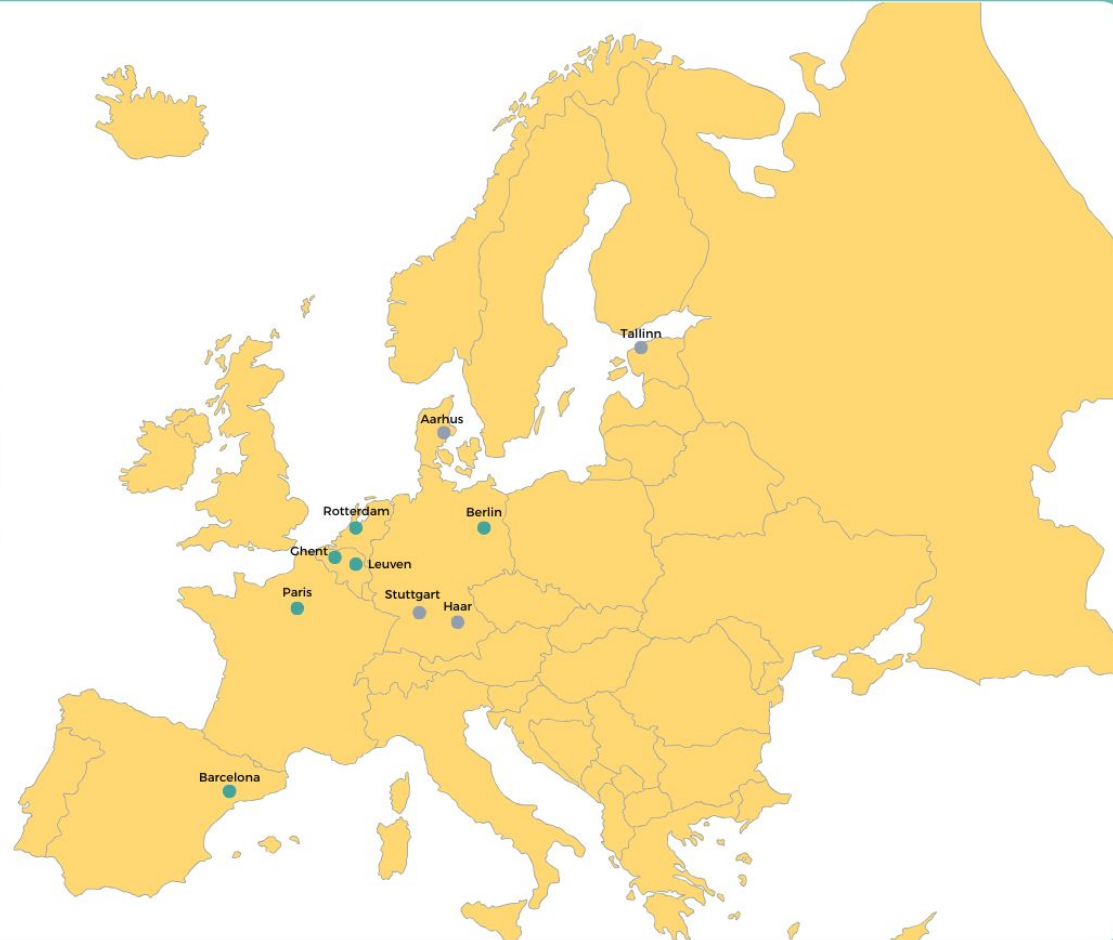 Tallinn
Aarhus
Rotterdam
Berlin
Ghent
Leuven
Paris
Stuttgart
Haar
Barcelona